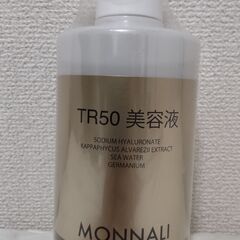 TR50 美容液
SODIUM HYALURONATE
KAPPAPHYCUS ALVAREZII EXTRACT
SEA WATER
GERMANIUM
MONNALI